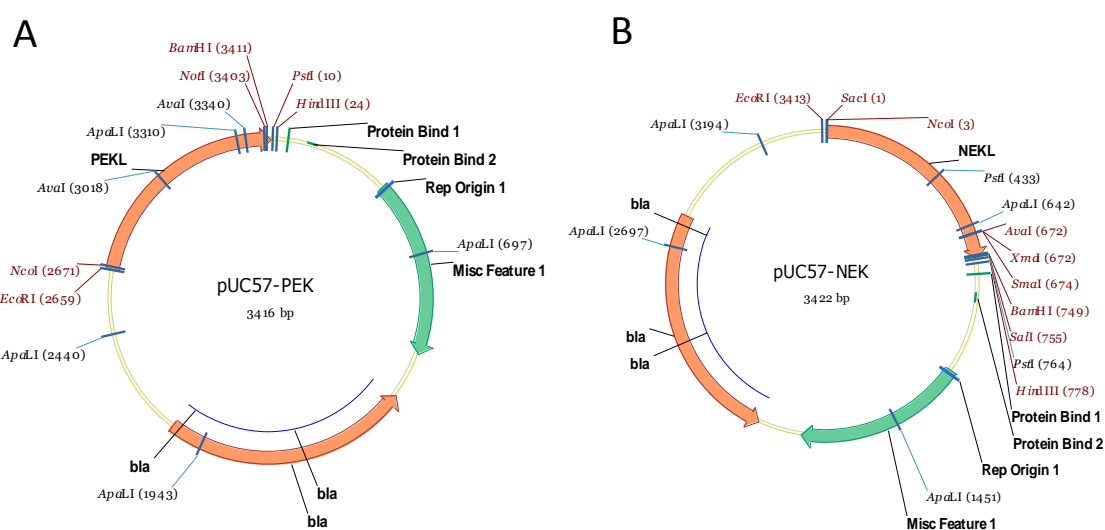 A
BamHI (3411)
NotI (3403)
PstI (10)
AvaI (3340)
HindIII (24)
ApaLI (3310)
Protein Bind 1
PEKL
Protein Bind 2
AvaI (3018)
Rep Origin 1
ApaLI (697)
NcoI (2671)
Misc Feature 1
pUC57-PEK
EcoRI (2659)
3416 bp
ApaLI (2440)
bla
bla
ApaLI (1943)
bla
B
EcoRI (3413)
SacI (1)
ApaLI (3194)
NcoI (3)
NEKL
PstI (433)
bla
ApaLI (642)
ApaLI (2697)
AvaI (672)
XmaI (672)
pUC57-NEK
SmaI (674)
3422 bp
BamHI (749)
bla
SalI (755)
bla
PstI (764)
HindIII (778)
Protein Bind 1
Protein Bind 2
Rep Origin 1
ApaLI (1451)
Misc Feature 1